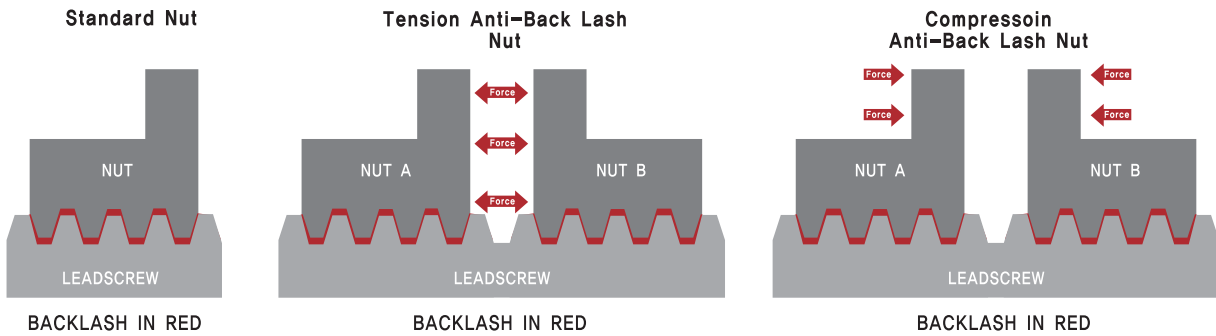 Standard Nut
NUT
LEADSCREW
BACKLASH IN RED
Tension Anti-Back Lash
Nut
Force
Force
Force
NUT A
NUT B
LEADSCREW
BACKLASH IN RED
Compressoin
Anti-Back Lash Nut
Force
Force
Force
Force
NUT A
NUT B
LEADSCREW
BACKLASH IN RED